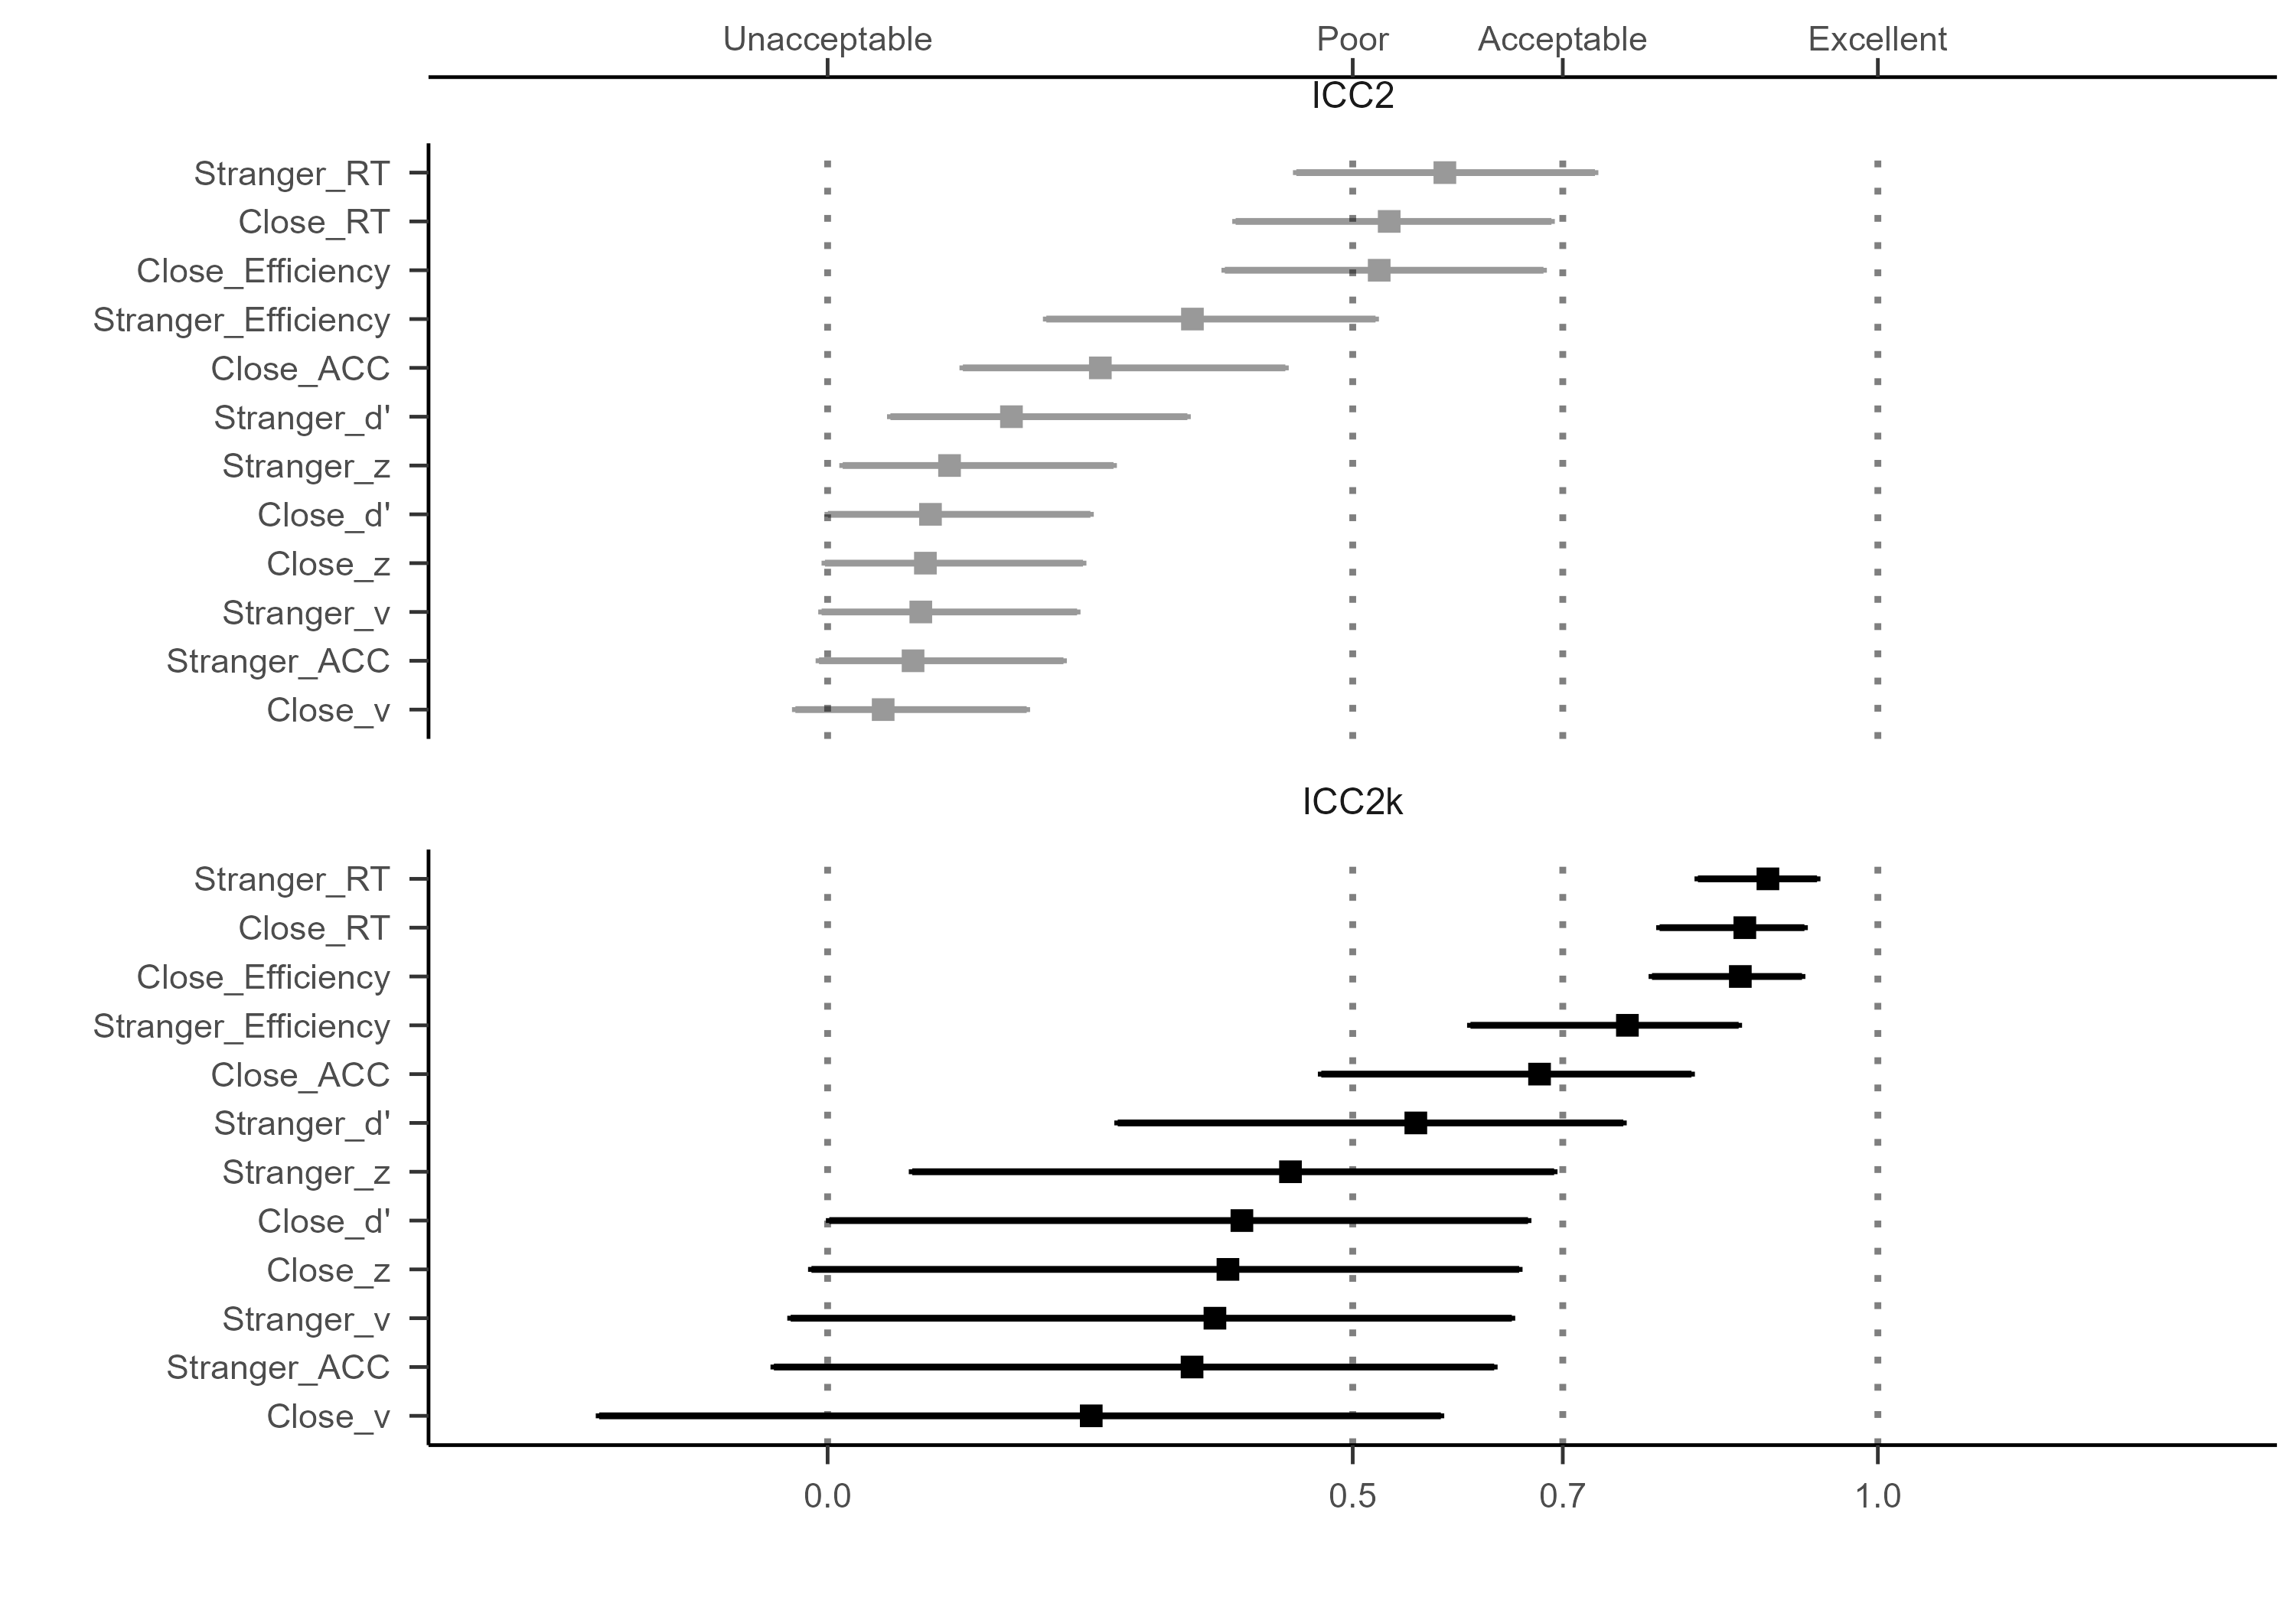 Unacceptable Poor Acceptable Excellent
ICC2
Stranger_RT
Close_RT
Close_Efficiency
Stranger_Efficiency
Close_ACC
Stranger_d'
Stranger_z
Close_d'
Close_z
Stranger_v
Stranger_ACC
Close_v
ICC2k
Stranger_RT
Close_RT
Close_Efficiency
Stranger_Efficiency
Close_ACC
Stranger_d'
Stranger_z
Close_d'
Close_z
Stranger_v
Stranger_ACC
Close_v
0.0 0.5 0.7 1.0